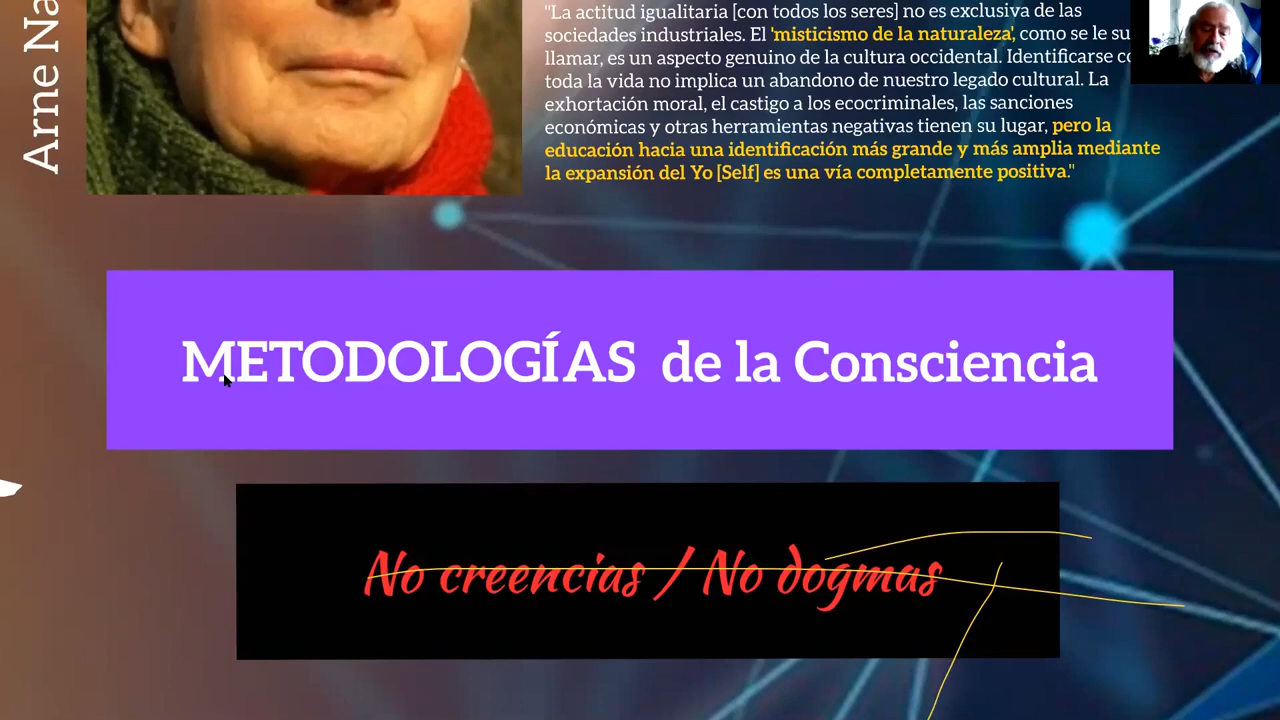 Arne Na
"La actitud igualitaria [con todos los seres] no es exclusiva de las
sociedades industriales. El 'misticismo de la naturaleza', como se le su
llamar, es un aspecto genuino de la cultura occidental. Identificarse
toda la vida no implica un abandono de nuestro legado cultural. La
exhortación moral, el castigo a los ecocriminales, las sanciones
económicas y otras herramientas negativas tienen su lugar, pero la
educación hacia una identificación más grande y más amplia mediante
la expansión del Yo [Self] es una vía completamente positiva."
METODOLOGÍAS de la Consciencia
No creencias / No dogmas